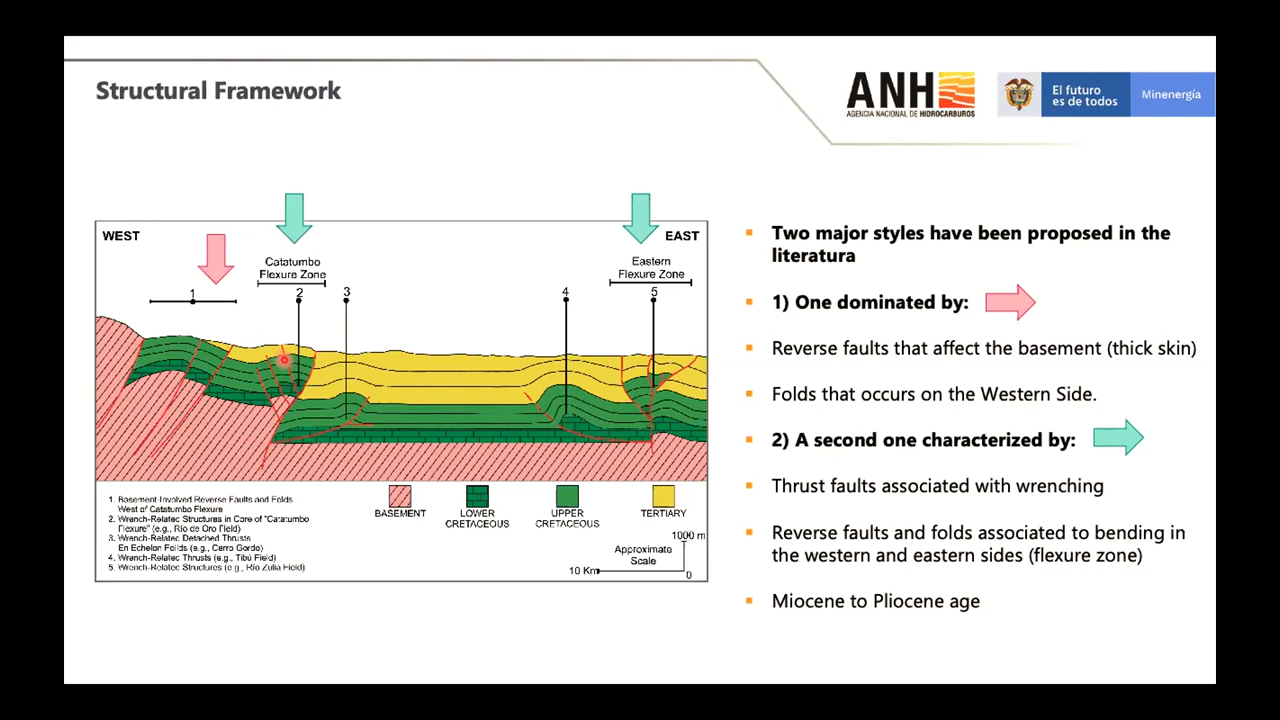 Structural Framework
ANH
AGENCIA NACIONAL DE HIDROCARBUROS
El futuro
es de todos
Minenergía
WEST
EAST
Catatumbo
Flexure Zone
Eastern
Flexure Zone
1
2
3
4
5
1. Basement-Involved Reverse Faults and Folds
West of Catatumbo Flexure
2. Wrench-Related Structures in Core of "Catatumbo
Flexure" (e.g., Río de Oro Field)
3. Wrench-Related Detached Thrusts
En Echelon Folds (e.g., Cerro Gordo)
4. Wrench-Related Thrusts (e.g., Tibú Field)
5. Wrench-Related Structures (e.g., Río Zulia Field)
BASEMENT
LOWER
CRETACEOUS
UPPER
CRETACEOUS
TERTIARY
1000 m
Approximate
Scale
10 Km
0
Two major styles have been proposed in the
literatura
1) One dominated by:
Reverse faults that affect the basement (thick skin)
Folds that occurs on the Western Side.
2) A second one characterized by:
Thrust faults associated with wrenching
Reverse faults and folds associated to bending in
the western and eastern sides (flexure zone)
Miocene to Pliocene age